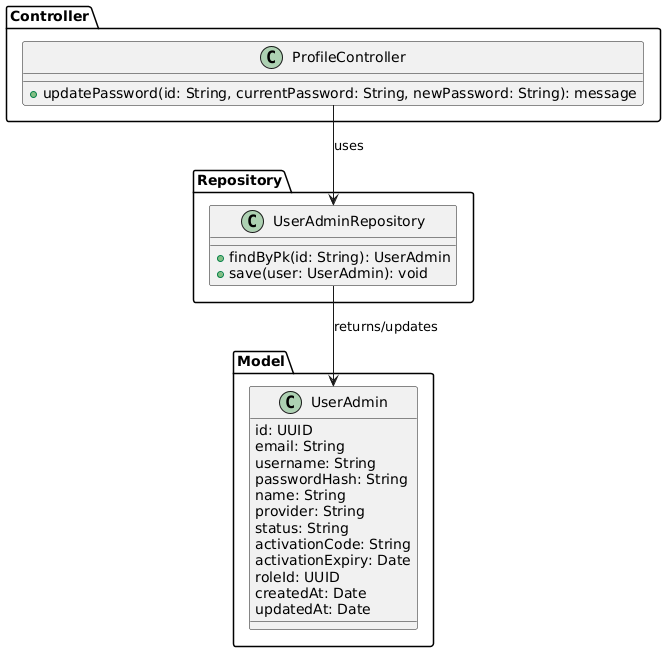 Controller
C ProfileController
updatePassword(id: String, currentPassword: String, newPassword: String): message
uses
Repository
C UserAdminRepository
findByPk(id: String): UserAdmin
save(user: UserAdmin): void
returns/updates
Model
C UserAdmin
id: UUID
email: String
username: String
passwordHash: String
name: String
provider: String
status: String
activationCode: String
activationExpiry: Date
roleId: UUID
createdAt: Date
updatedAt: Date